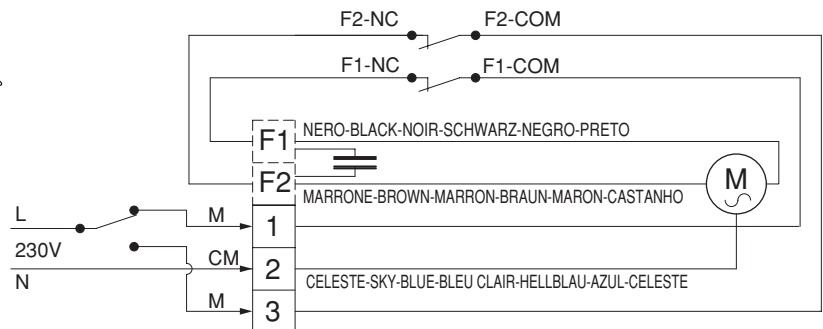 F2-NC F2-COM
F1-NC F1-COM
F1 NERO-BLACK-NOIR-SCHWARZ-NEGRO-PRETO
F2 MARRONE-BROWN-MARRON-BRAUN-MARON-CASTANHO
M
L M 1
230V CM 2
N CELESTE-SKY-BLUE-BLEU CLAIR-HELLBLAU-AZUL-CELESTE
M 3